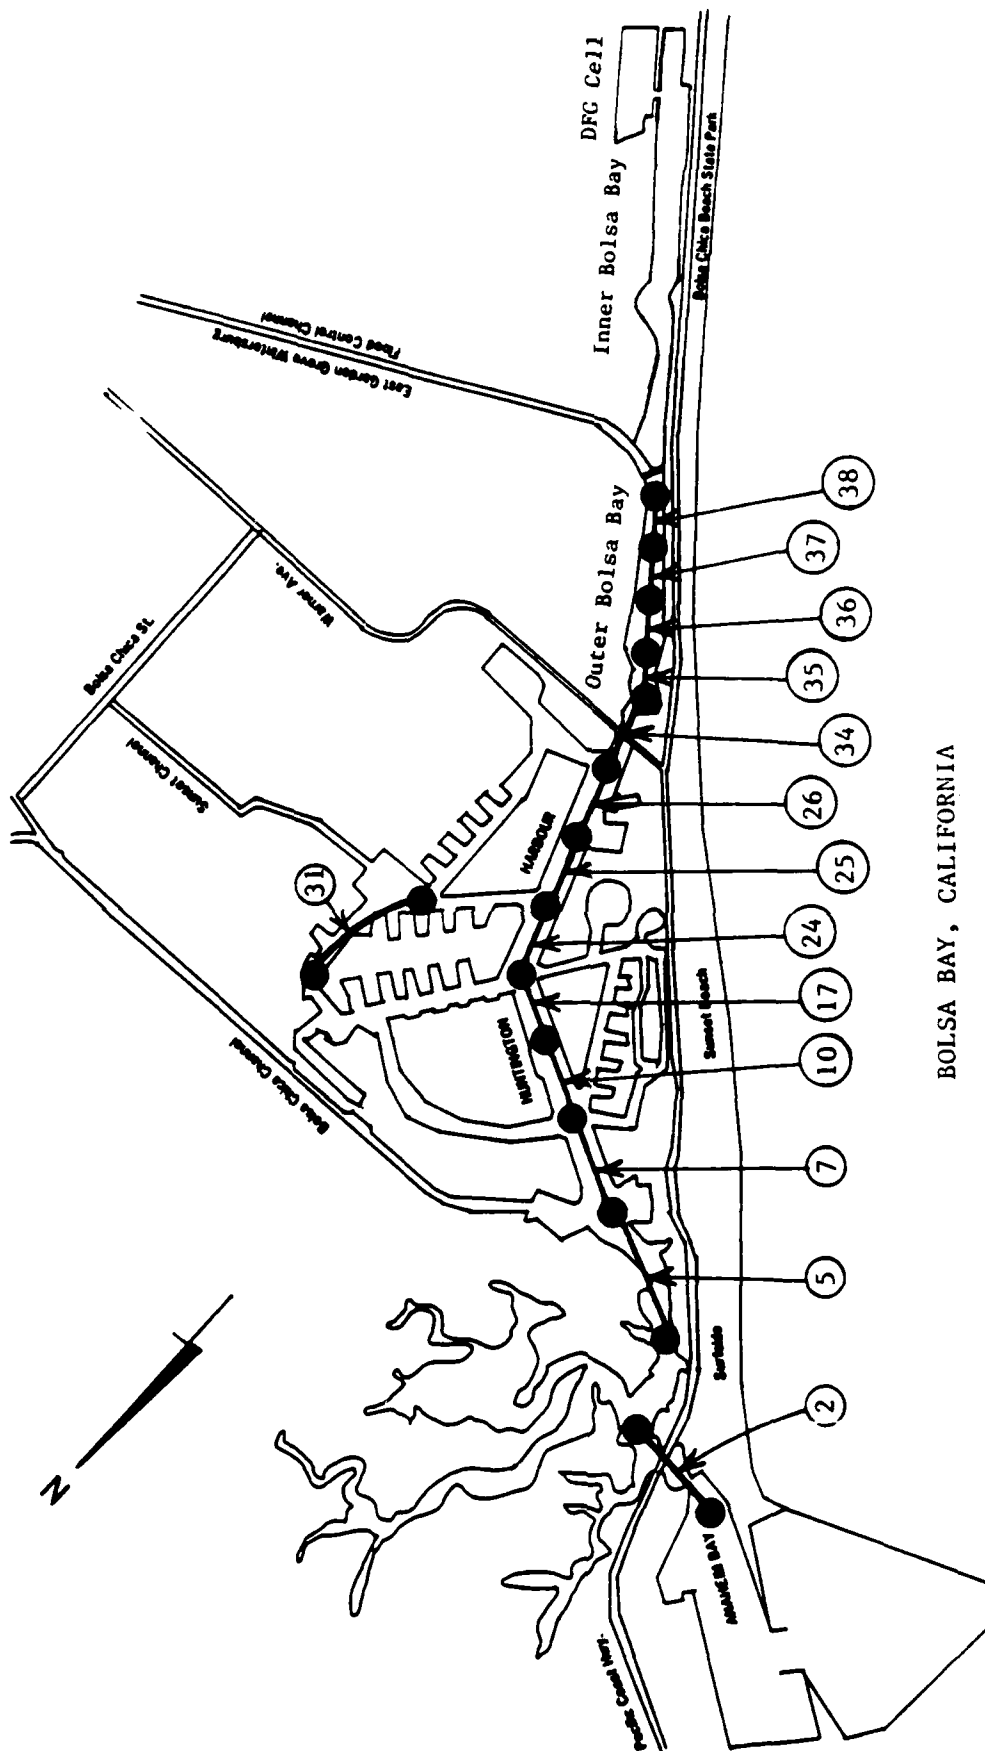 N
Pacific Coast Hwy.
ANAHEIM BAY
Surfside
Sunset Beach
Bolsa Chica Beach State Park
Bolsa Chica Channel
Sunset Channel
Bolsa Chica St.
Warner Ave.
East Garden Grove Wintersburg
Flood Control Channel
HUNTINGTON
HARBOUR
Outer Bolsa Bay
Inner Bolsa Bay
DFG Cell
2
5
7
10
17
24
25
26
31
34
35
36
37
38
BOLSA BAY, CALIFORNIA